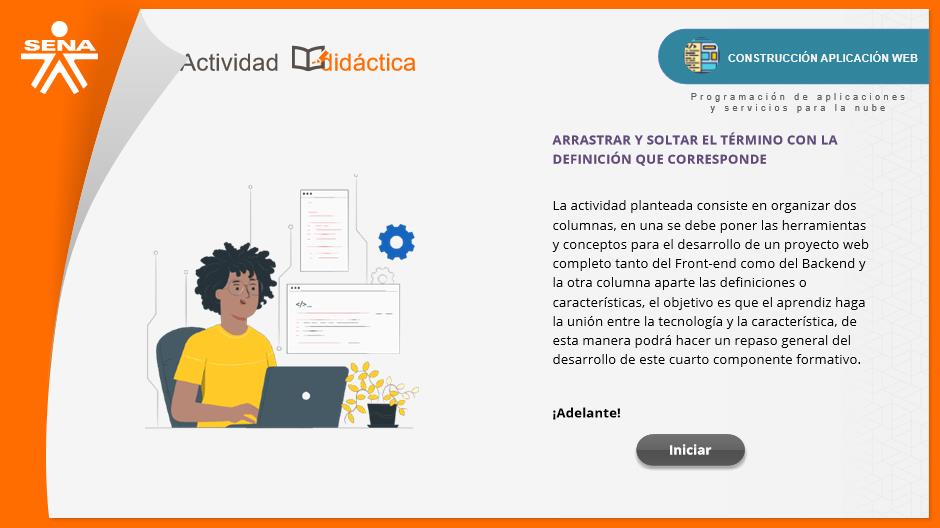 SENA
Actividad didáctica
CONSTRUCCIÓN APLICACIÓN WEB
Programación de aplicaciones
y servicios para la nube
ARRASTRAR Y SOLTAR EL TÉRMINO CON LA
DEFINICIÓN QUE CORRESPONDE
La actividad planteada consiste en organizar dos
columnas, en una se debe poner las herramientas
y conceptos para el desarrollo de un proyecto web
completo tanto del Front-end como del Backend y
la otra columna aparte las definiciones o
características, el objetivo es que el aprendiz haga
la unión entre la tecnología y la característica, de
esta manera podrá hacer un repaso general del
desarrollo de este cuarto componente formativo.
</>_
¡Adelante!
Iniciar